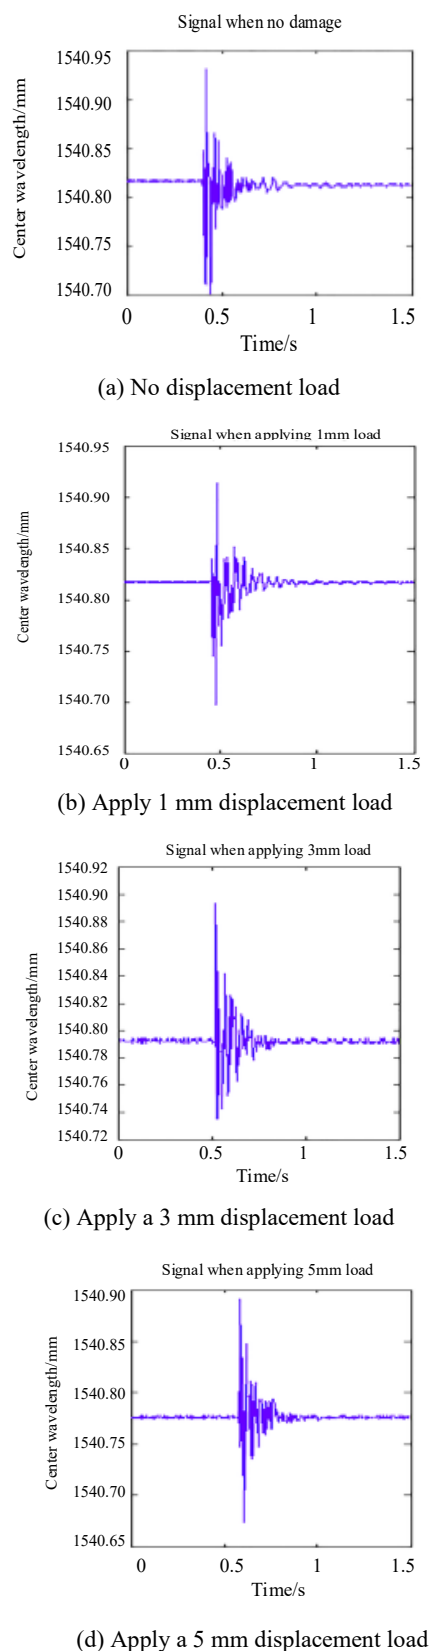 Signal when no damage
1540.95
1540.90
1540.85
1540.80
1540.75
1540.70
Center wavelength/mm
0 0.5 1 1.5
Time/s
(a) No displacement load
Signal when applying 1mm load
1540.95
1540.90
1540.85
1540.80
1540.75
1540.70
1540.65
Center wavelength/mm
0 0.5 1 1.5
(b) Apply 1 mm displacement load
Signal when applying 3mm load
1540.92
1540.90
1540.88
1540.86
1540.84
1540.82
1540.80
1540.78
1540.76
1540.74
1540.72
Center wavelength/mm
0 0.5 1 1.5
Time/s
(c) Apply a 3 mm displacement load
Signal when applying 5mm load
1540.90
1540.85
1540.80
1540.75
1540.70
1540.65
Center wavelength/mm
0 0.5 1 1.5
Time/s
(d) Apply a 5 mm displacement load